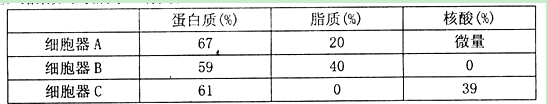 蛋白质(%) 脂质(%) 核酸(%)
细胞器A 67 20 微量
细胞器B 59 40 0
细胞器C 61 0 39